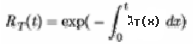 R_T(t) = exp(− ∫_0^t λ_T(x) dx)